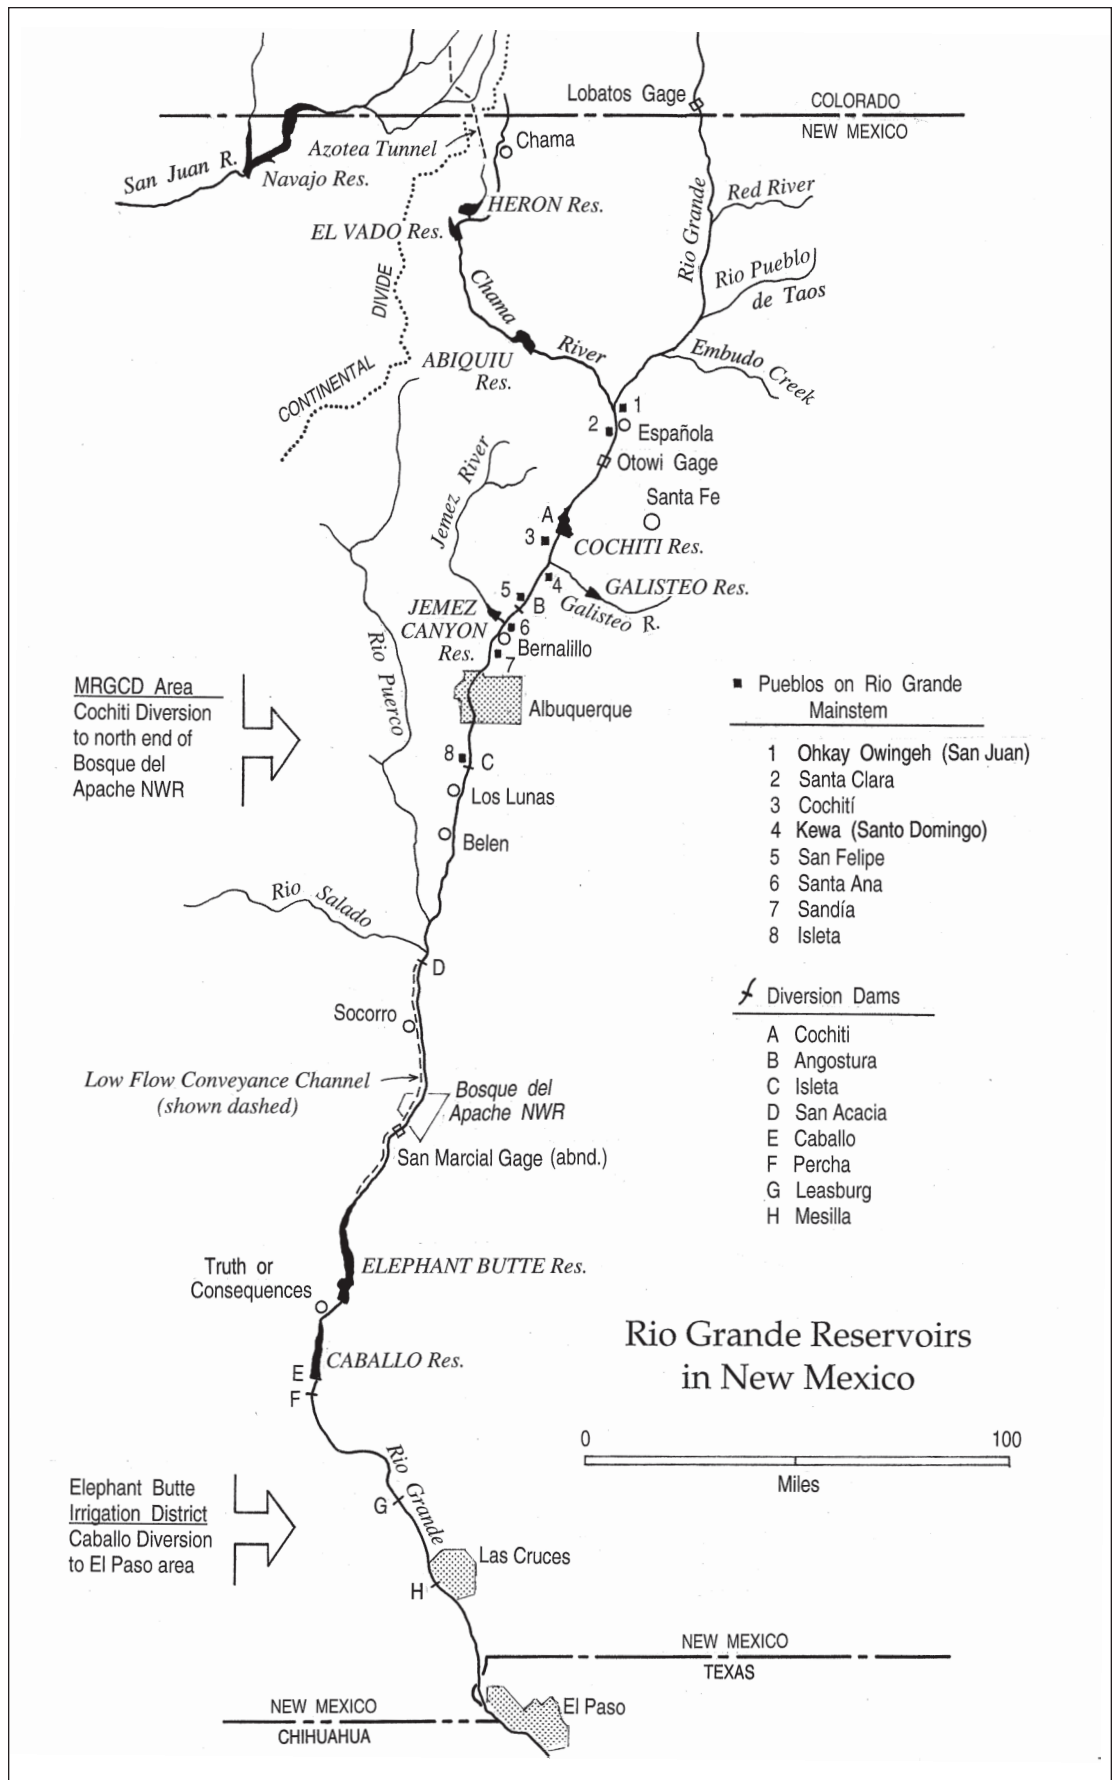 Lobatos Gage
COLORADO
NEW MEXICO
Chama
Azotea Tunnel
San Juan R.
Navajo Res.
HERON Res.
EL VADO Res.
Rio Grande
Red River
Rio Pueblo
de Taos
DIVIDE
CONTINENTAL
Chama
River
ABIQUIU
Res.
Embudo Creek
1
2
Española
Otowi Gage
Santa Fe
Jemez River
A
3
COCHITI Res.
4
GALISTEO Res.
Galisteo R.
5
B
JEMEZ
CANYON
Res.
6
Bernalillo
7
Rio Puerco
MRGCD Area
Cochiti Diversion
to north end of
Bosque del
Apache NWR
Albuquerque
8
C
Los Lunas
Belen
Pueblos on Rio Grande
Mainstem
1 Ohkay Owingeh (San Juan)
2 Santa Clara
3 Cochití
4 Kewa (Santo Domingo)
5 San Felipe
6 Santa Ana
7 Sandía
8 Isleta
Rio Salado
D
Socorro
Low Flow Conveyance Channel
(shown dashed)
Bosque del
Apache NWR
San Marcial Gage (abnd.)
Diversion Dams
A Cochiti
B Angostura
C Isleta
D San Acacia
E Caballo
F Percha
G Leasburg
H Mesilla
Truth or
Consequences
ELEPHANT BUTTE Res.
CABALLO Res.
E
F
Rio Grande Reservoirs
in New Mexico
0 100
Miles
Elephant Butte
Irrigation District
Caballo Diversion
to El Paso area
Rio Grande
G
Las Cruces
H
NEW MEXICO
TEXAS
El Paso
NEW MEXICO
CHIHUAHUA